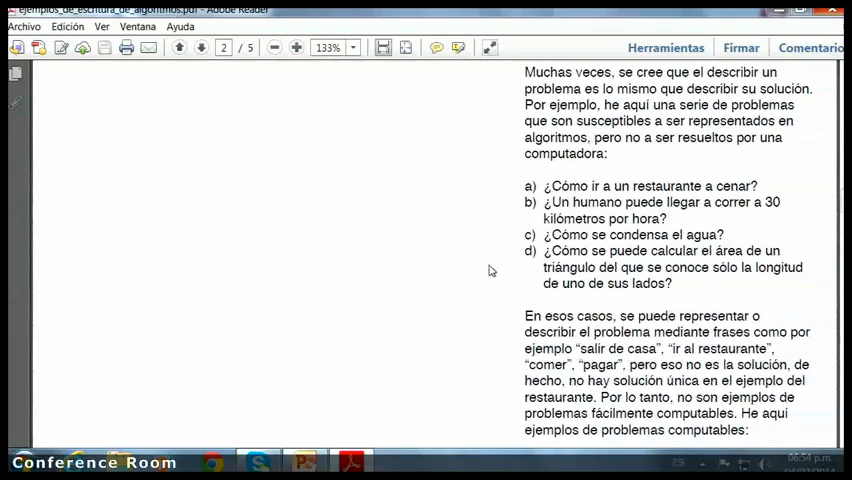 ejemplos_de_escritura_de_algoritmos.pdf - Adobe Reader
Archivo Edición Ver Ventana Ayuda
2 / 5 133% Herramientas Firmar Comentario
Muchas veces, se cree que el describir un
problema es lo mismo que describir su solución.
Por ejemplo, he aquí una serie de problemas
que son susceptibles a ser representados en
algoritmos, pero no a ser resueltos por una
computadora:
a) ¿Cómo ir a un restaurante a cenar?
b) ¿Un humano puede llegar a correr a 30
kilómetros por hora?
c) ¿Cómo se condensa el agua?
d) ¿Cómo se puede calcular el área de un
triángulo del que se conoce sólo la longitud
de uno de sus lados?
En esos casos, se puede representar o
describir el problema mediante frases como por
ejemplo “salir de casa”, “ir al restaurante”,
“comer”, “pagar”, pero eso no es la solución, de
hecho, no hay solución única en el ejemplo del
restaurante. Por lo tanto, no son ejemplos de
problemas fácilmente computables. He aquí
ejemplos de problemas computables:
Conference Room
ES 06:54 p.m.